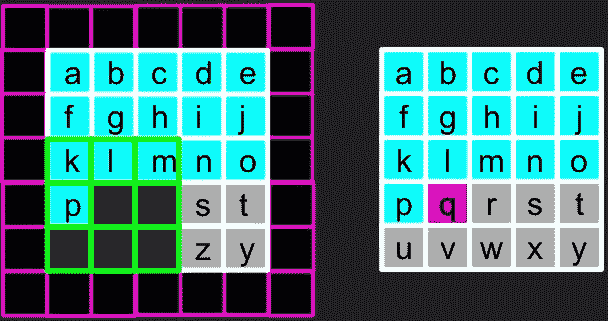 a b c d e
f g h i j
k l m n o
p s t
z y
a b c d e
f g h i j
k l m n o
p q r s t
u v w x y